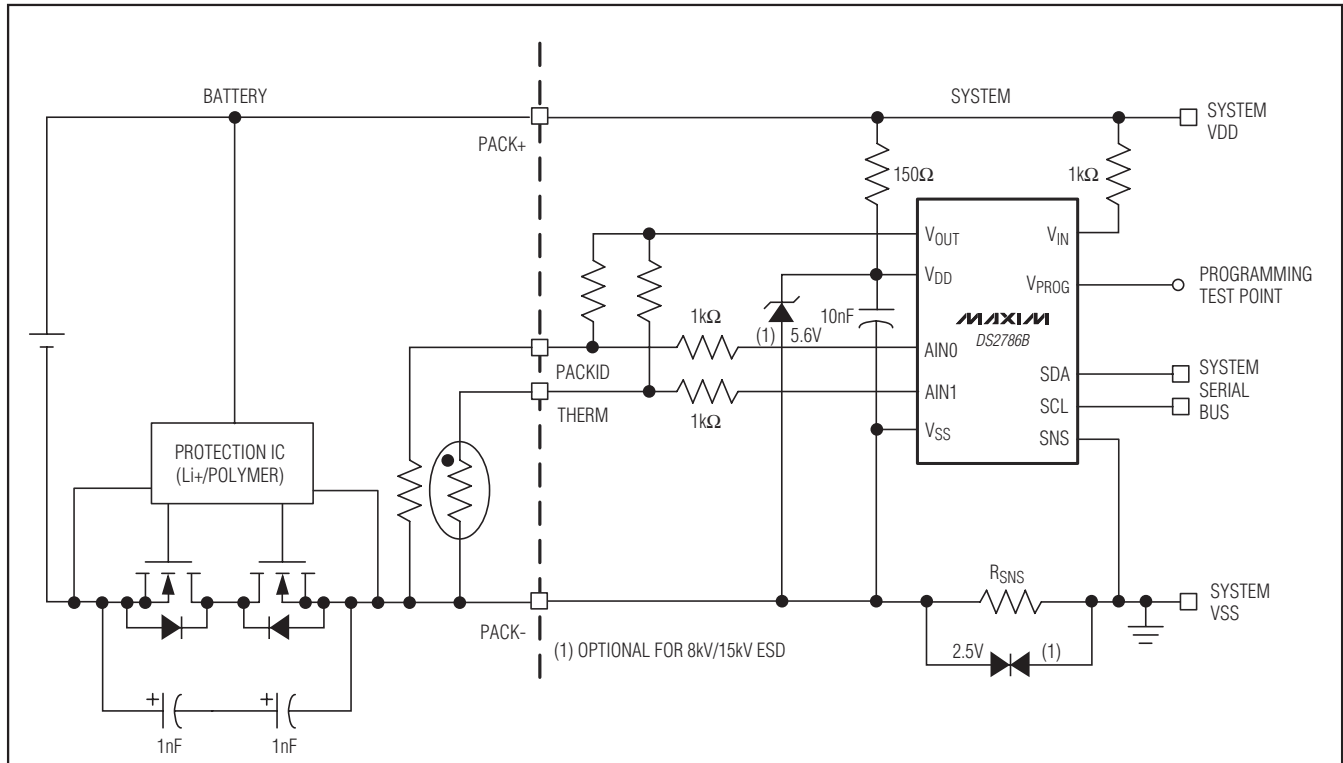 BATTERY
SYSTEM
PACK+
SYSTEM
VDD
150Ω
1kΩ
VOUT
VIN
VDD
VPROG
PROGRAMMING
TEST POINT
MAXIM
DS2786B
10nF
(1) 5.6V
1kΩ
AIN0
PACKID
SDA
SYSTEM
SERIAL
BUS
AIN1
THERM
1kΩ
SCL
VSS
SNS
PROTECTION IC
(Li+/POLYMER)
RSNS
SYSTEM
VSS
PACK-
(1) OPTIONAL FOR 8kV/15kV ESD
2.5V
(1)
+
+
1nF
1nF